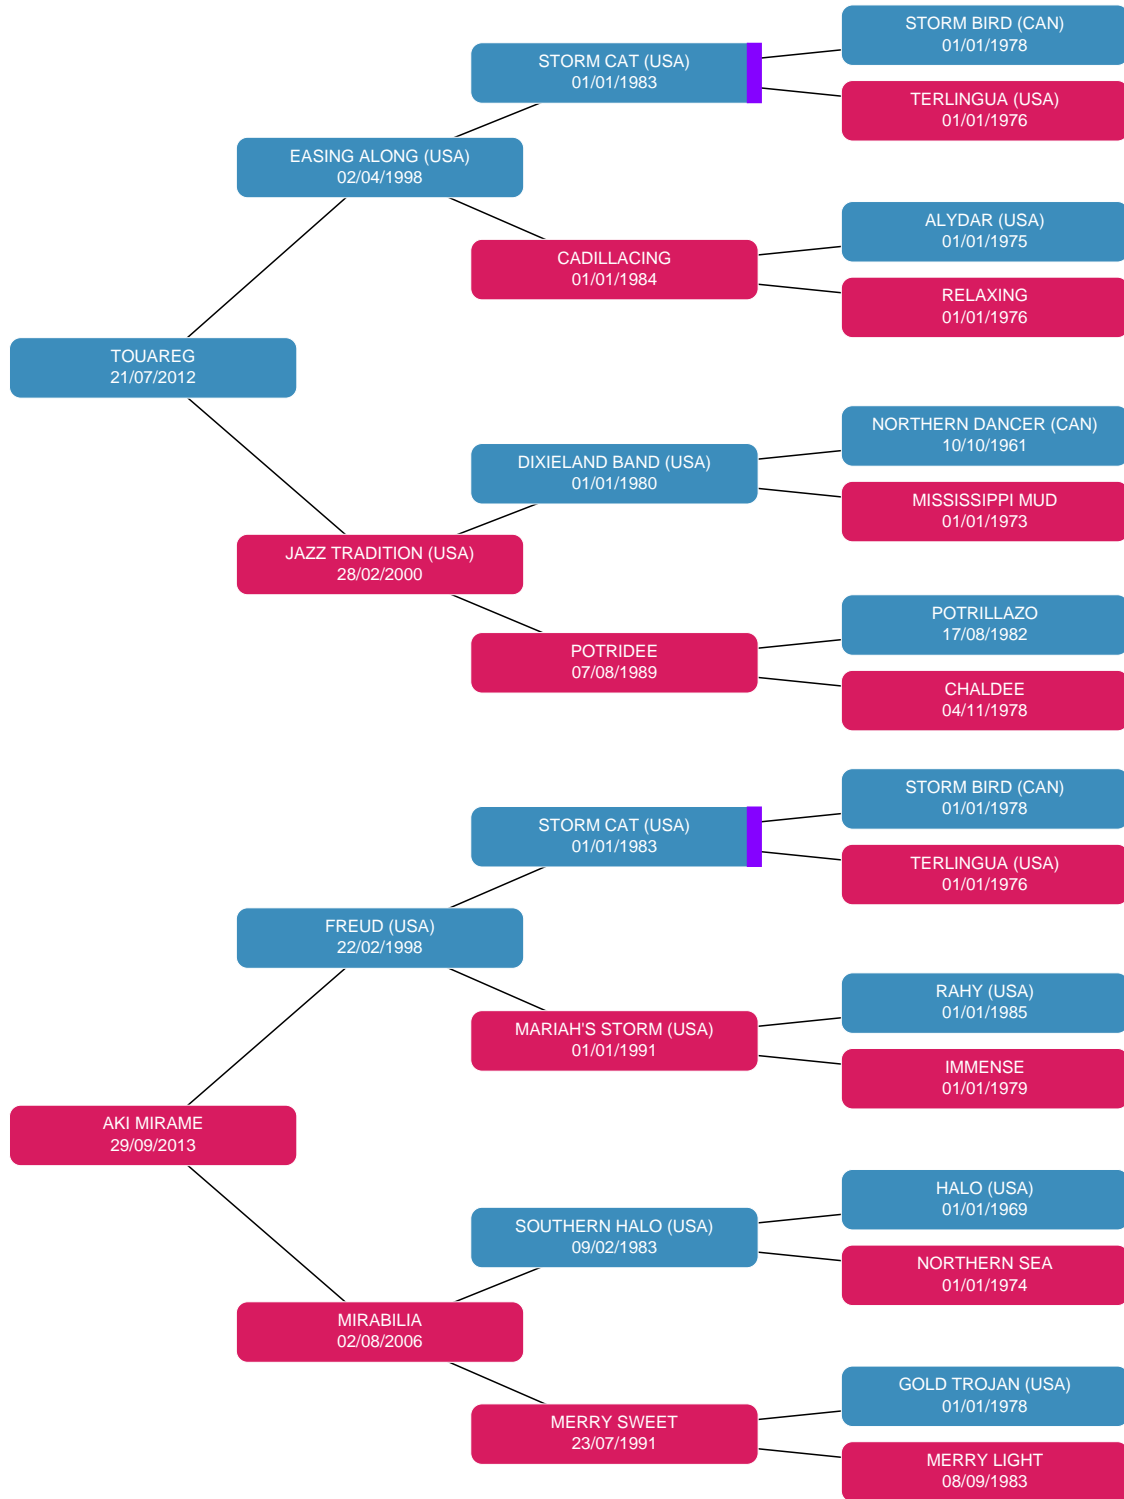 STORM BIRD (CAN)
01/01/1978
STORM CAT (USA)
01/01/1983
TERLINGUA (USA)
01/01/1976
EASING ALONG (USA)
02/04/1998
ALYDAR (USA)
01/01/1975
CADILLACING
01/01/1984
RELAXING
01/01/1976
TOUAREG
21/07/2012
NORTHERN DANCER (CAN)
10/10/1961
DIXIELAND BAND (USA)
01/01/1980
MISSISSIPPI MUD
01/01/1973
JAZZ TRADITION (USA)
28/02/2000
POTRILLAZO
17/08/1982
POTRIDEE
07/08/1989
CHALDEE
04/11/1978
STORM BIRD (CAN)
01/01/1978
STORM CAT (USA)
01/01/1983
TERLINGUA (USA)
01/01/1976
FREUD (USA)
22/02/1998
RAHY (USA)
01/01/1985
MARIAH'S STORM (USA)
01/01/1991
IMMENSE
01/01/1979
AKI MIRAME
29/09/2013
HALO (USA)
01/01/1969
SOUTHERN HALO (USA)
09/02/1983
NORTHERN SEA
01/01/1974
MIRABILIA
02/08/2006
GOLD TROJAN (USA)
01/01/1978
MERRY SWEET
23/07/1991
MERRY LIGHT
08/09/1983